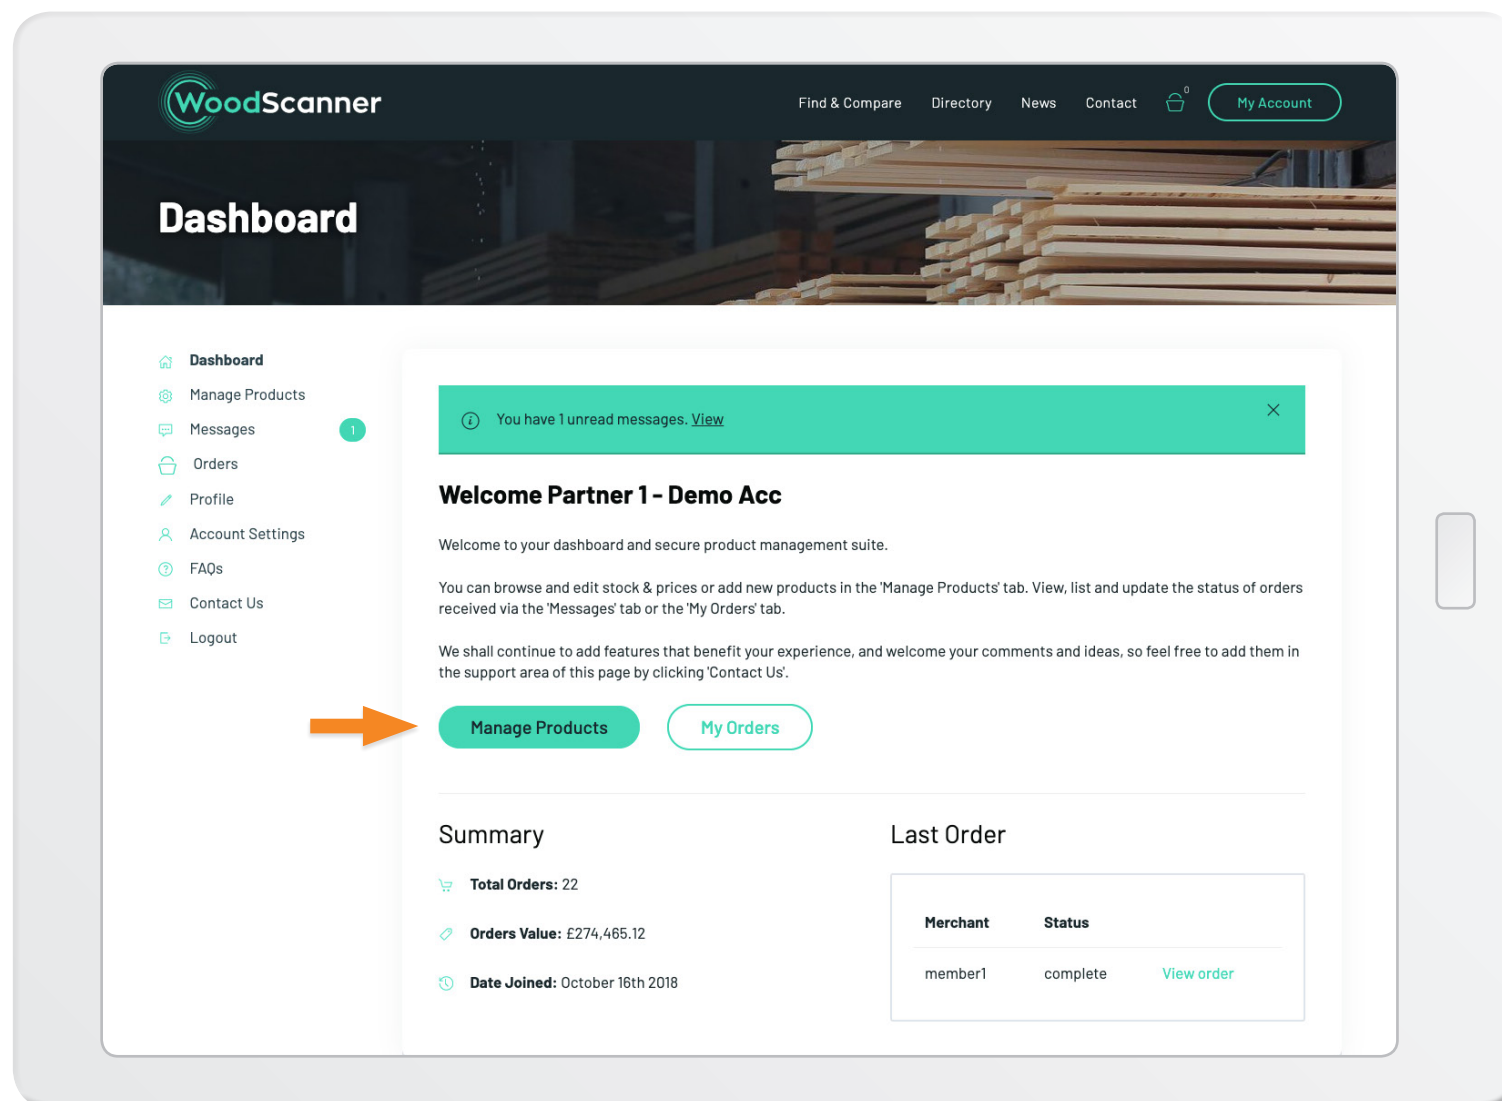 WoodScanner
Find & Compare
Directory
News
Contact
0
My Account
Dashboard
Dashboard
Manage Products
Messages
1
Orders
Profile
Account Settings
FAQs
Contact Us
Logout
You have 1 unread messages. View
Welcome Partner 1 - Demo Acc
Welcome to your dashboard and secure product management suite.
You can browse and edit stock & prices or add new products in the 'Manage Products' tab. View, list and update the status of orders
received via the 'Messages' tab or the 'My Orders' tab.
We shall continue to add features that benefit your experience, and welcome your comments and ideas, so feel free to add them in
the support area of this page by clicking 'Contact Us'.
Manage Products
My Orders
Summary
Total Orders: 22
Orders Value: £274,465.12
Date Joined: October 16th 2018
Last Order
Merchant Status
member1 complete View order